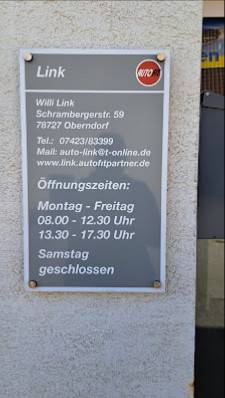 Link
AUTO
Willi Link
Schrambergerstr. 59
78727 Oberndorf
Tel.: 07423/83399
Mail: auto-link@t-online.de
www.link.autofitpartner.de
Öffnungszeiten:
Montag - Freitag
08.00 - 12.30 Uhr
13.30 - 17.30 Uhr
Samstag
geschlossen